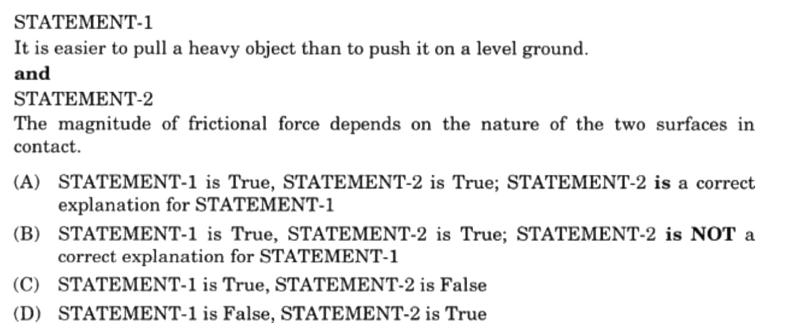 STATEMENT-1
It is easier to pull a heavy object than to push it on a level ground.
and
STATEMENT-2
The magnitude of frictional force depends on the nature of the two surfaces in
contact.
(A) STATEMENT-1 is True, STATEMENT-2 is True; STATEMENT-2 is a correct
explanation for STATEMENT-1
(B) STATEMENT-1 is True, STATEMENT-2 is True; STATEMENT-2 is NOT a
correct explanation for STATEMENT-1
(C) STATEMENT-1 is True, STATEMENT-2 is False
(D) STATEMENT-1 is False, STATEMENT-2 is True